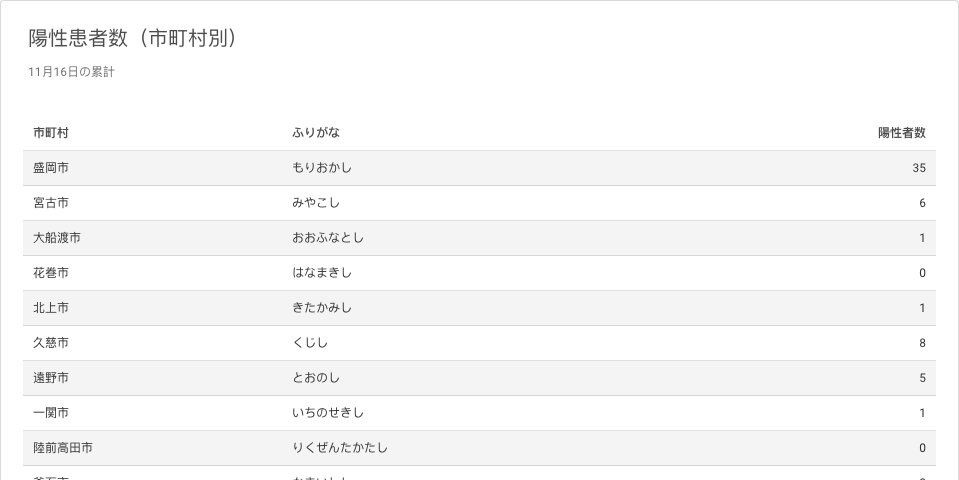 陽性患者数（市町村別）
11月16日の累計
市町村 ふりがな 陽性者数
盛岡市 もりおかし 35
宮古市 みやこし 6
大船渡市 おおふなとし 1
花巻市 はなまきし 0
北上市 きたかみし 1
久慈市 くじし 8
遠野市 とおのし 5
一関市 いちのせきし 1
陸前高田市 りくぜんたかたし 0